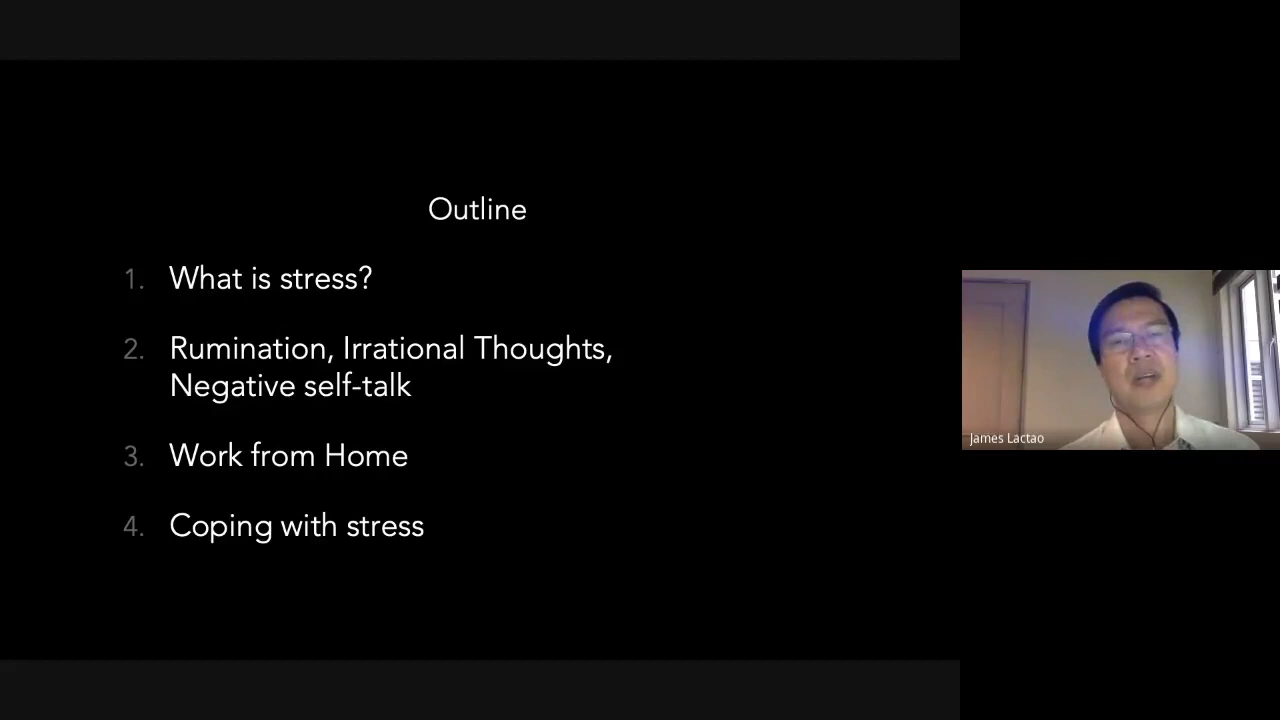 Outline
1. What is stress?
2. Rumination, Irrational Thoughts,
Negative self-talk
3. Work from Home
4. Coping with stress
James Lactao